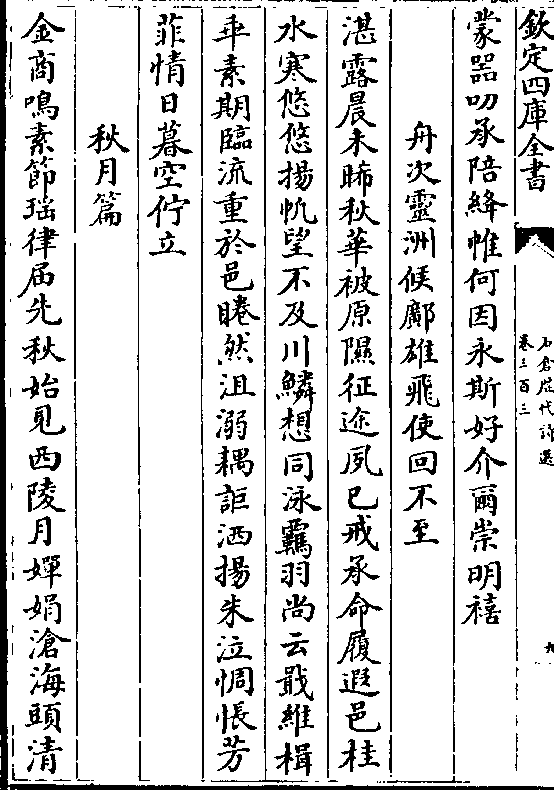 欽定四庫全書
石倉歷代詩選
卷三百三
九
蒙器叨承陪絳帷何因永斯好介爾崇明禧
舟次靈洲候鄺雄飛使回不至
湛露晨未晞秋華被原隰征途夙已戒承命履遐邑桂
水寒悠悠揚帆望不及川鱗想同泳羈羽尚云戢維楫
乖素期臨流重於邑睠然沮溺耦詎洒揚朱泣惆悵芳
菲情日暮空佇立
秋月篇
金商鳴素節瑶律届先秋始見西陵月嬋娟滄海頭清